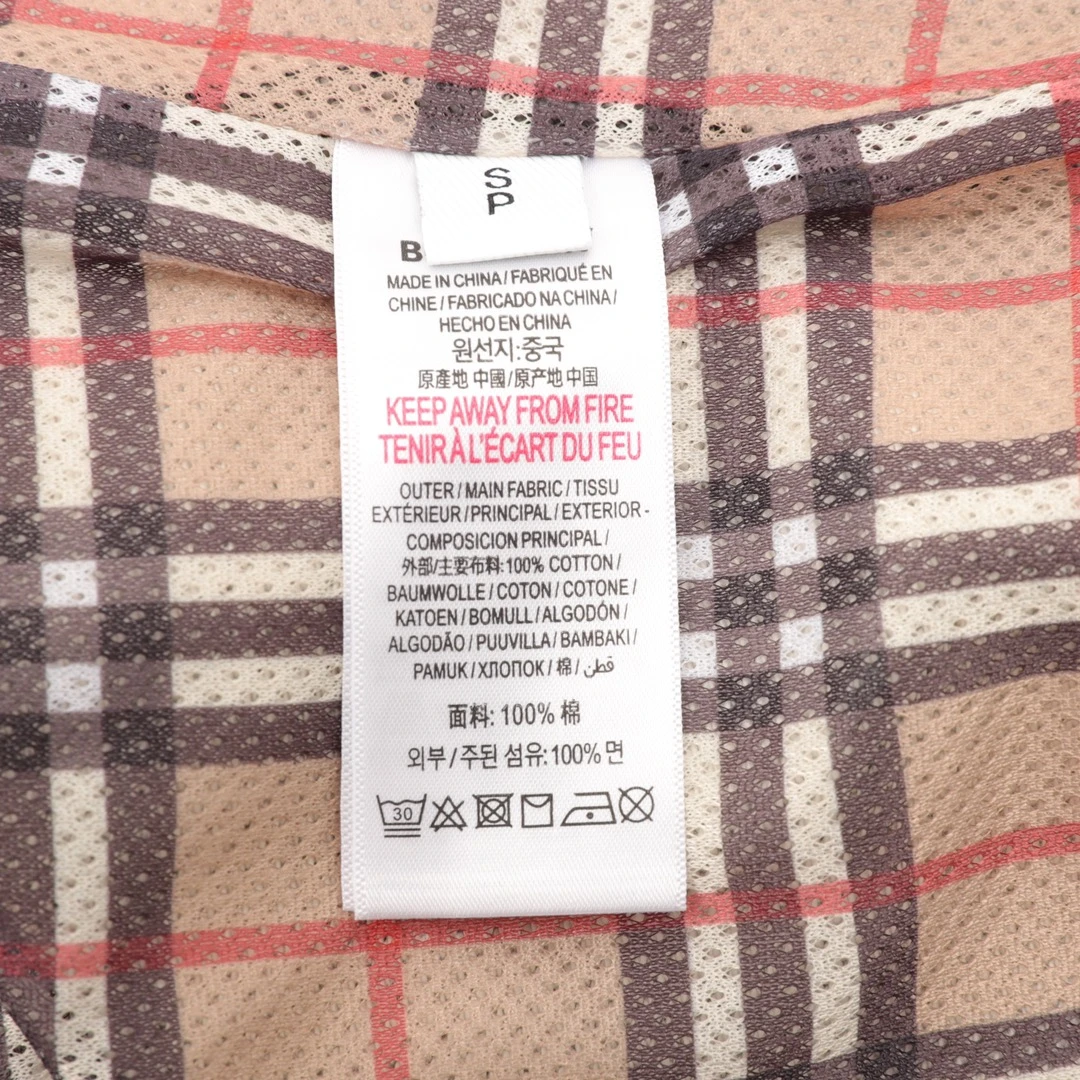 S
P
B
MADE IN CHINA / FABRIQUÉ EN
CHINE / FABRICADO NA CHINA /
HECHO EN CHINA
원선지:중국
原產地 中國/原产地 中国
KEEP AWAY FROM FIRE
TENIR À L'ÉCART DU FEU
OUTER / MAIN FABRIC / TISSU
EXTÉRIEUR / PRINCIPAL / EXTERIOR -
COMPOSICION PRINCIPAL /
外部/主要布料:100% COTTON /
BAUMWOLLE / COTON / COTONE /
KATOEN / BOMULL / ALGODÓN /
ALGODÃO / PUUVILLA / BAMBAKI /
PAMUK / ХЛОПОК / 棉 / قطن
面料: 100% 棉
외부 / 주된 섬유: 100% 면
30